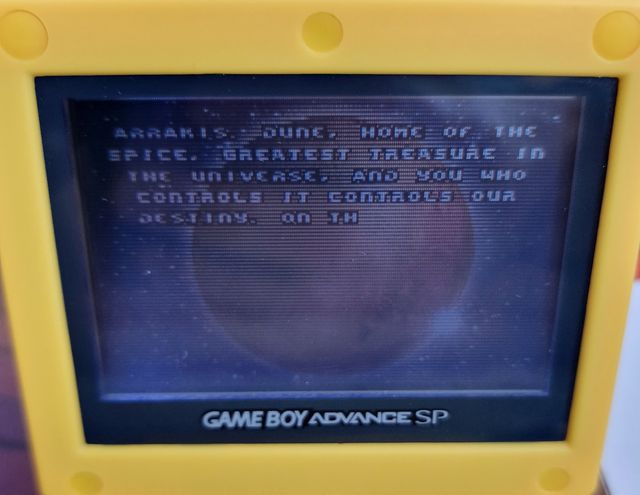 ARRAKIS. DUNE, HOME OF THE
SPICE, GREATEST TREASURE IN
THE UNIVERSE, AND YOU WHO
CONTROLS IT CONTROLS OUR
DESTINY. ON TH
GAME BOY ADVANCE SP